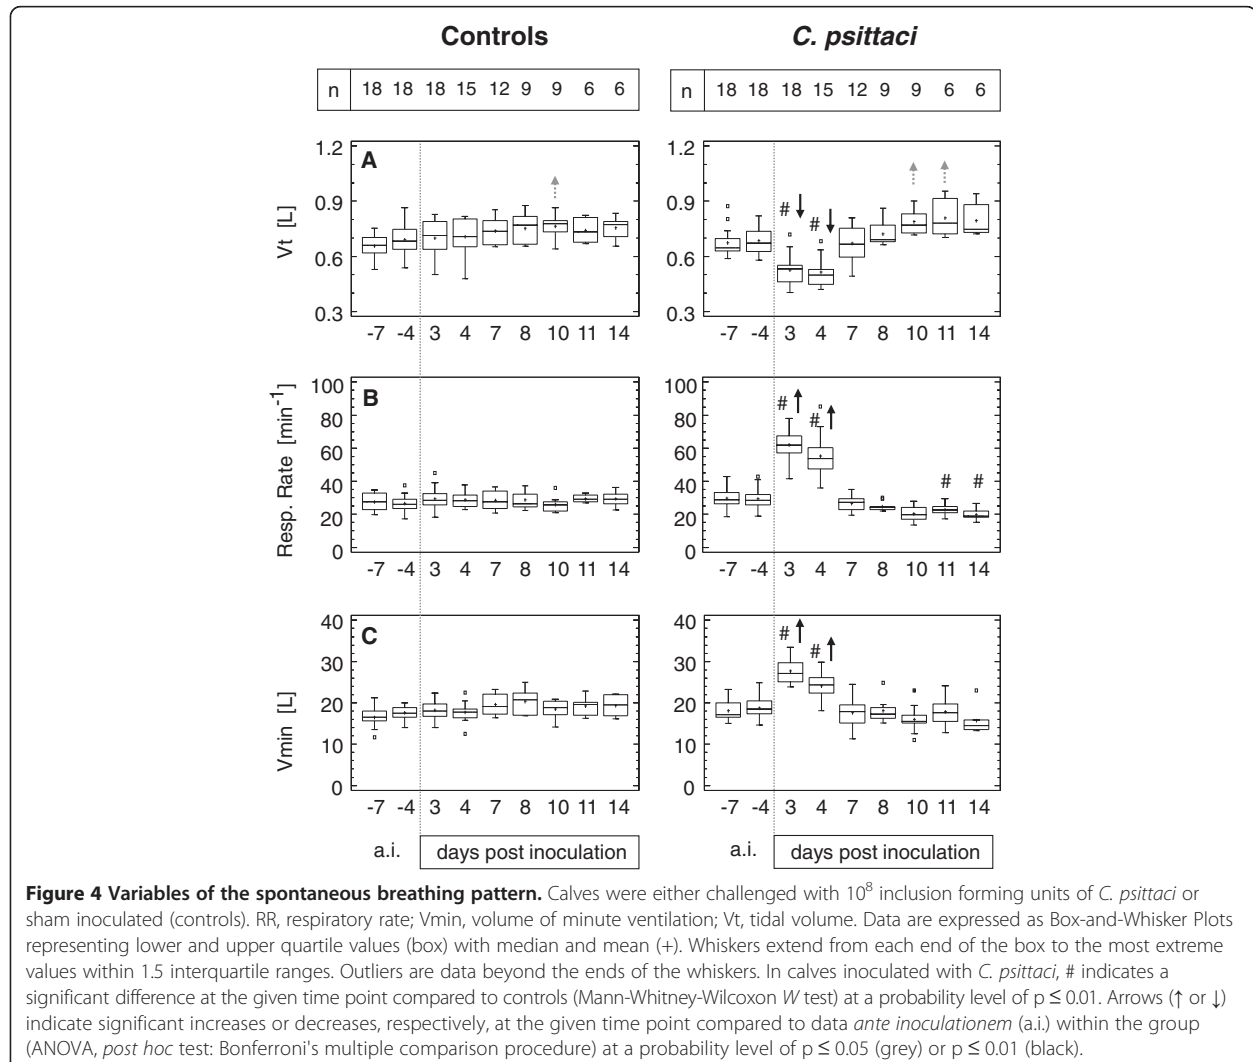 Controls
C. psittaci
n 18 18 18 15 12 9 9 6 6
n 18 18 18 15 12 9 9 6 6
A
Vt [L]
1.2
0.9
0.6
0.3
-7 -4 3 4 7 8 10 11 14
1.2
0.9
0.6
0.3
# #
-7 -4 3 4 7 8 10 11 14
B
Resp. Rate [min⁻¹]
100
80
60
40
20
0
-7 -4 3 4 7 8 10 11 14
100
80
60
40
20
0
# # # #
-7 -4 3 4 7 8 10 11 14
C
Vmin [L]
40
30
20
10
0
-7 -4 3 4 7 8 10 11 14
40
30
20
10
0
# #
-7 -4 3 4 7 8 10 11 14
a.i. days post inoculation
a.i. days post inoculation
Figure 4 Variables of the spontaneous breathing pattern. Calves were either challenged with 10⁸ inclusion forming units of C. psittaci or
sham inoculated (controls). RR, respiratory rate; Vmin, volume of minute ventilation; Vt, tidal volume. Data are expressed as Box-and-Whisker Plots
representing lower and upper quartile values (box) with median and mean (+). Whiskers extend from each end of the box to the most extreme
values within 1.5 interquartile ranges. Outliers are data beyond the ends of the whiskers. In calves inoculated with C. psittaci, # indicates a
significant difference at the given time point compared to controls (Mann-Whitney-Wilcoxon W test) at a probability level of p ≤ 0.01. Arrows (↑ or ↓)
indicate significant increases or decreases, respectively, at the given time point compared to data ante inoculationem (a.i.) within the group
(ANOVA, post hoc test: Bonferroni's multiple comparison procedure) at a probability level of p ≤ 0.05 (grey) or p ≤ 0.01 (black).